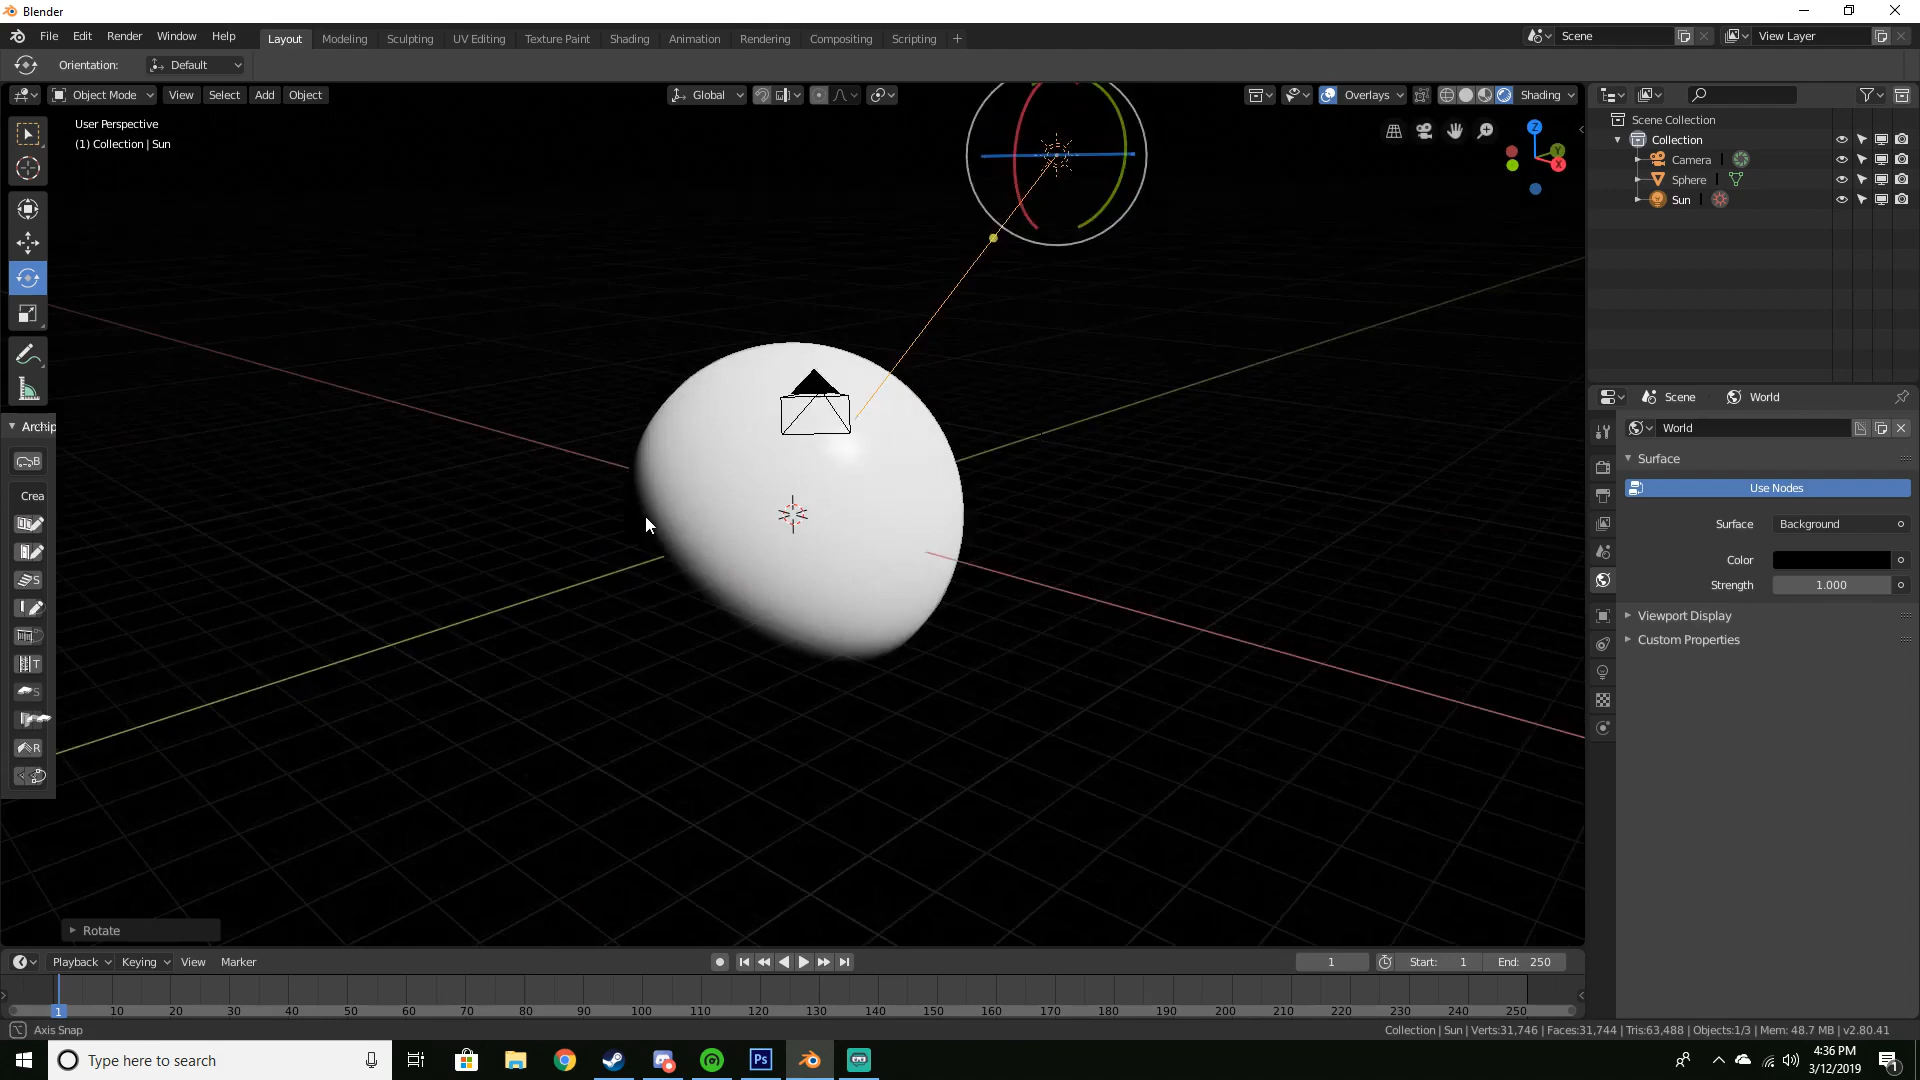 Blender
File Edit Render Window Help
Layout Modeling Sculpting UV Editing Texture Paint Shading Animation Rendering Compositing Scripting +
Scene
View Layer
Orientation: Default
Object Mode View Select Add Object
Global
Overlays
Shading
User Perspective
(1) Collection | Sun
Z
Y
X
Scene Collection
Collection
Camera
Sphere
Sun
Scene World
World
Surface
Use Nodes
Surface Background
Color
Strength 1.000
Viewport Display
Custom Properties
Archip
B
Crea
S
T
S
R
Rotate
Playback Keying View Marker
1
Start: 1
End: 250
1 10 20 30 40 50 60 70 80 90 100 110 120 130 140 150 160 170 180 190 200 210 220 230 240 250
Axis Snap
Collection | Sun | Verts:31,746 | Faces:31,744 | Tris:63,488 | Objects:1/3 | Mem: 48.7 MB | v2.80.41
Type here to search
Ps
4:36 PM
3/12/2019
1